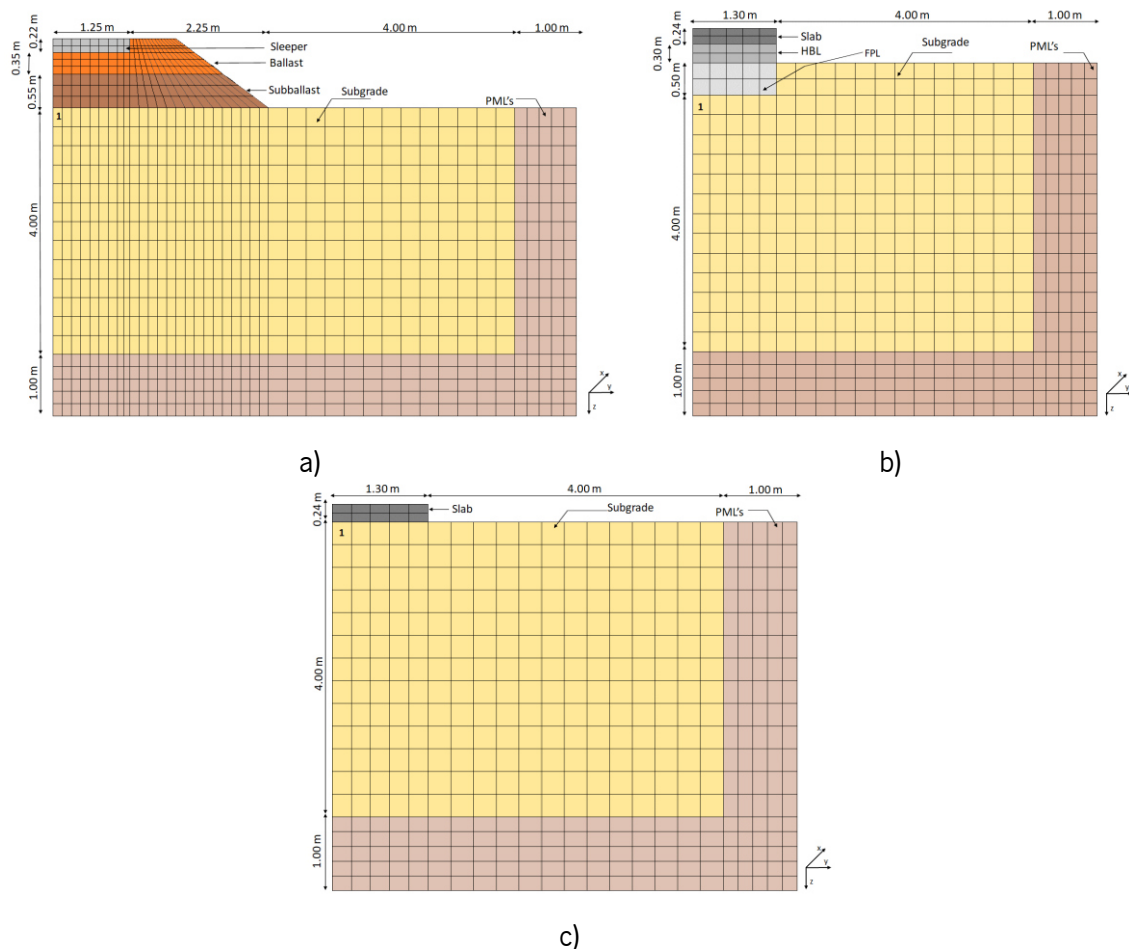 1.25 m 2.25 m 4.00 m 1.00 m
0.22 m
0.35 m
0.55 m
4.00 m
1.00 m
Sleeper
Ballast
Subballast
Subgrade
PML's
1
x
y
z
a)
1.30 m 4.00 m 1.00 m
0.24 m
0.30 m
0.50 m
4.00 m
1.00 m
Slab
HBL
FPL
Subgrade
PML's
1
x
y
z
b)
1.30 m 4.00 m 1.00 m
0.24 m
4.00 m
1.00 m
Slab
Subgrade
PML's
1
x
y
z
c)